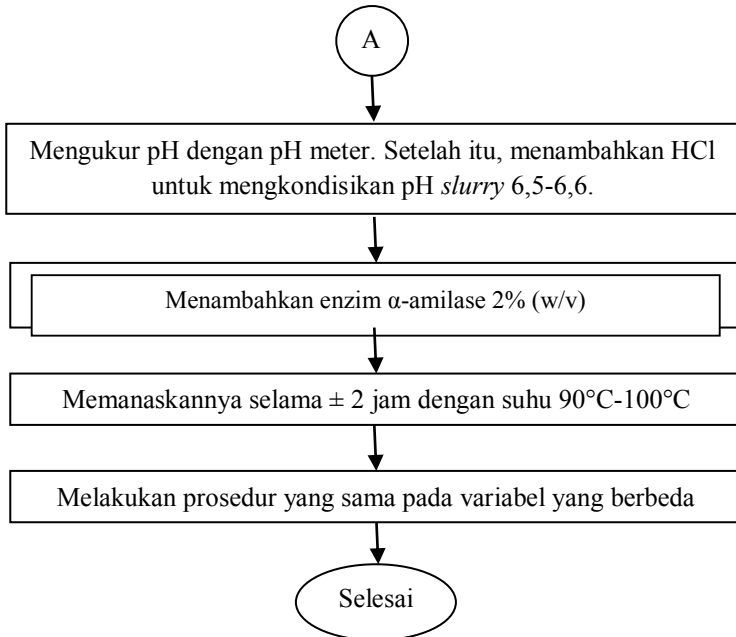 A
Mengukur pH dengan pH meter. Setelah itu, menambahkan HCl
untuk mengkondisikan pH slurry 6,5-6,6.
Menambahkan enzim α-amilase 2% (w/v)
Memanaskannya selama ± 2 jam dengan suhu 90°C-100°C
Melakukan prosedur yang sama pada variabel yang berbeda
Selesai